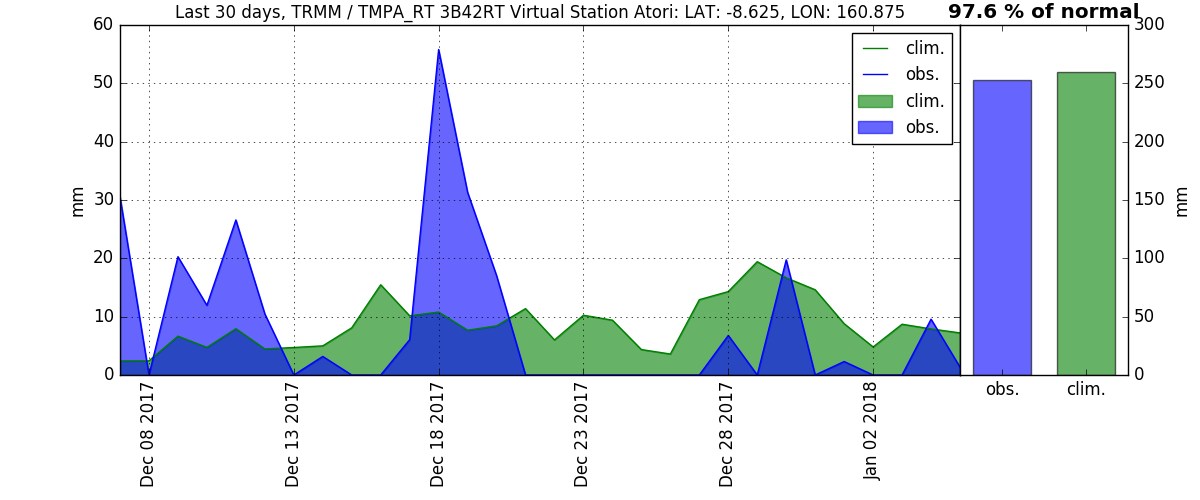 Last 30 days, TRMM / TMPA_RT 3B42RT Virtual Station Atori: LAT: -8.625, LON: 160.875
97.6 % of normal
60
50
40
30
20
10
0
mm
clim.
obs.
clim.
obs.
300
250
200
150
100
50
0
mm
Dec 08 2017
Dec 13 2017
Dec 18 2017
Dec 23 2017
Dec 28 2017
Jan 02 2018
obs.
clim.